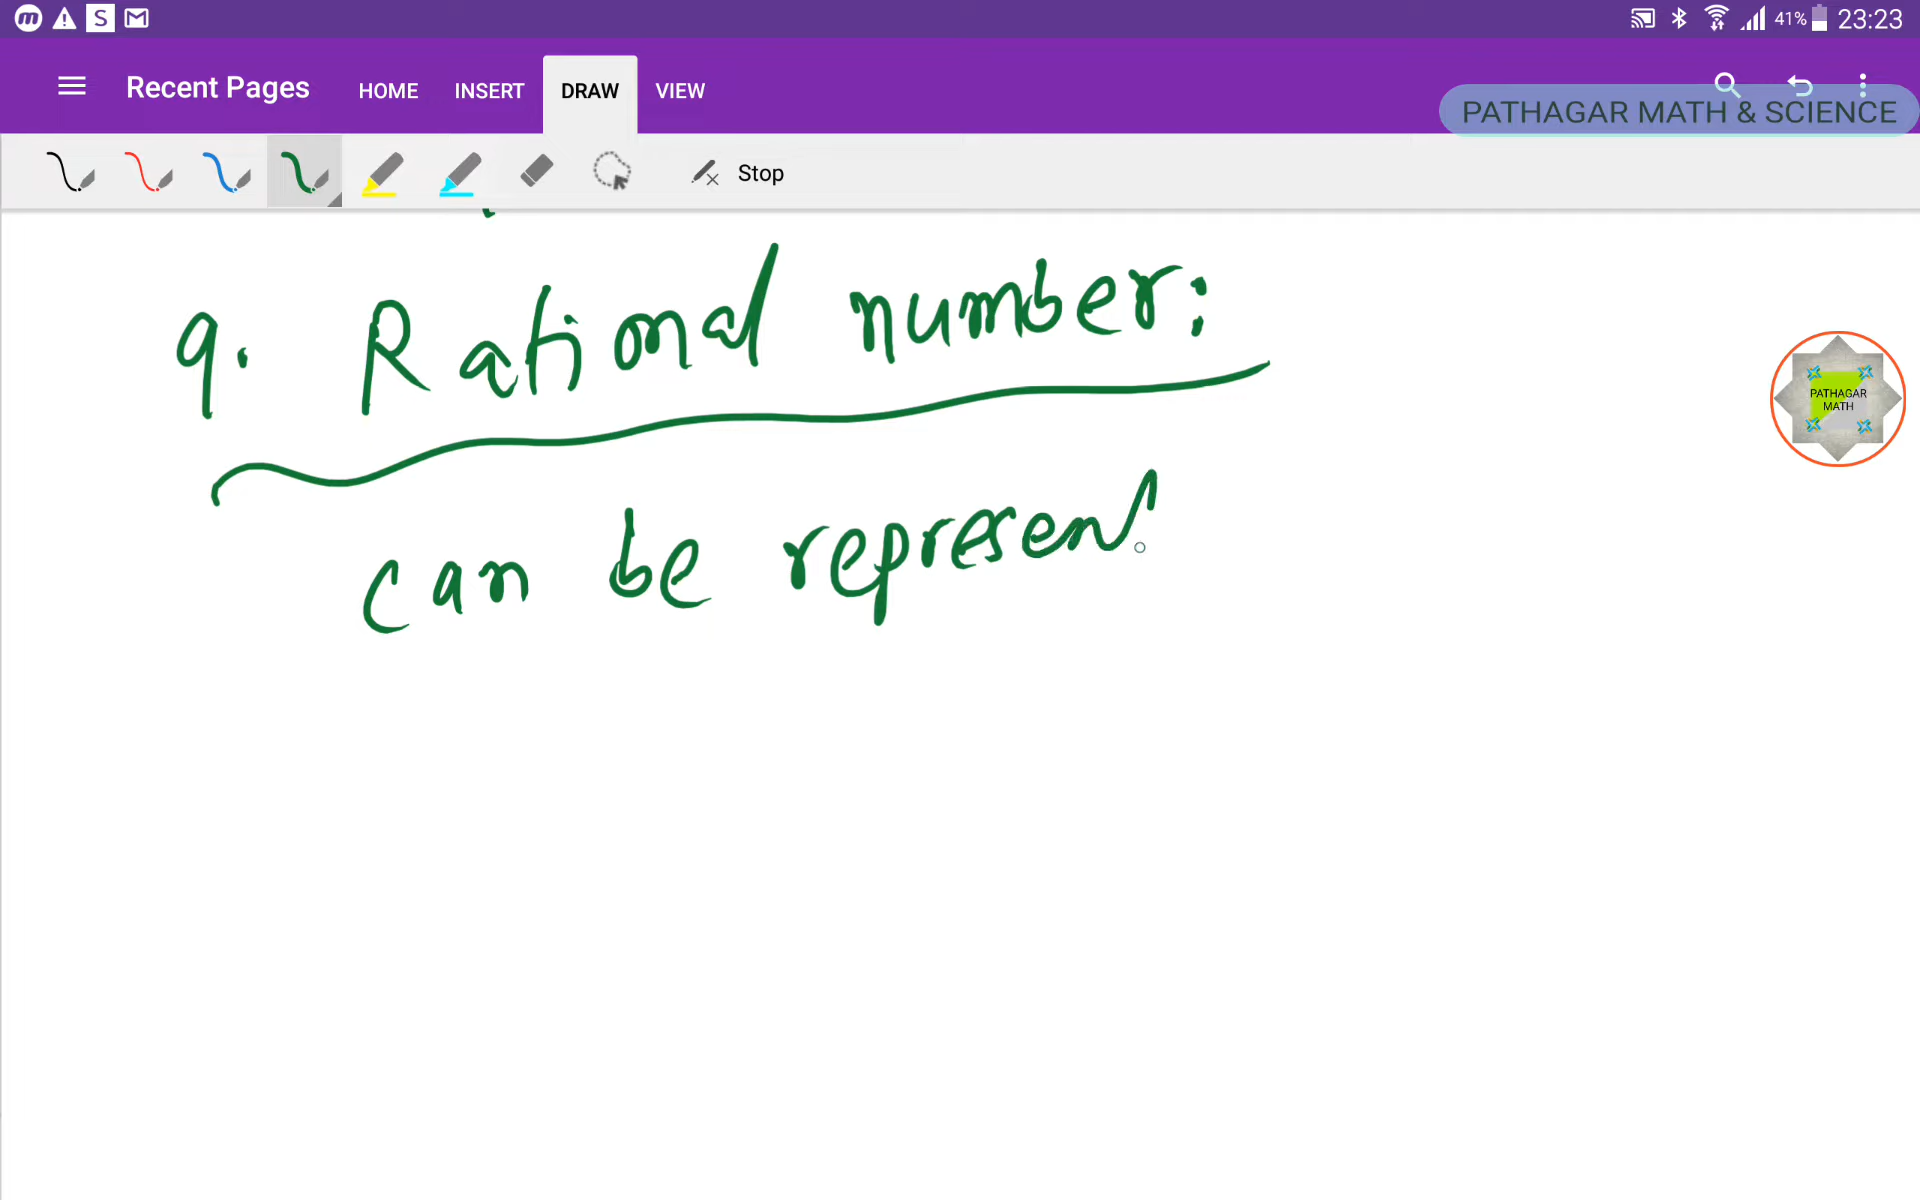 m S M 41% 23:23
Recent Pages HOME INSERT DRAW VIEW
PATHAGAR MATH & SCIENCE
Stop
9. Rational number:
PATHAGAR
MATH
can be represent